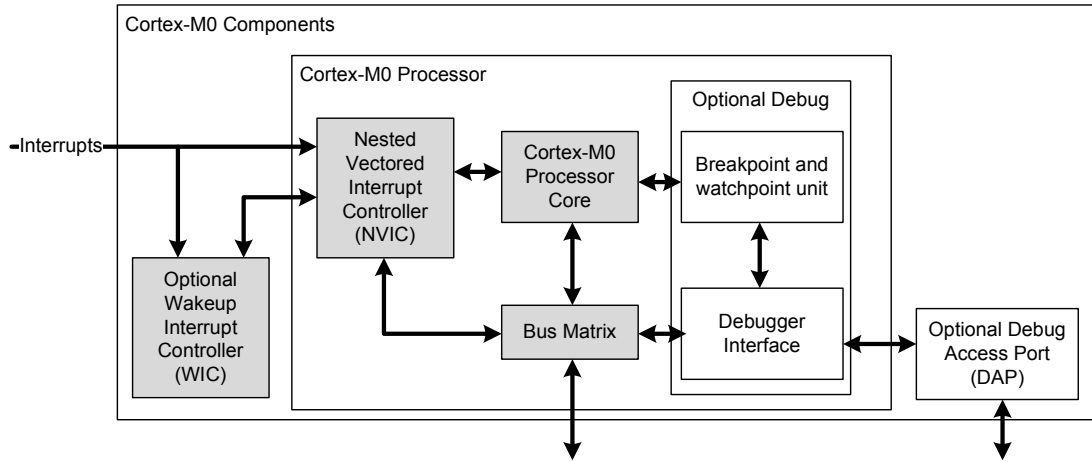 Cortex-M0 Components
Cortex-M0 Processor
Optional Debug
Interrupts
Nested
Vectored
Interrupt
Controller
(NVIC)
Cortex-M0
Processor
Core
Breakpoint and
watchpoint unit
Optional
Wakeup
Interrupt
Controller
(WIC)
Bus Matrix
Debugger
Interface
Optional Debug
Access Port
(DAP)